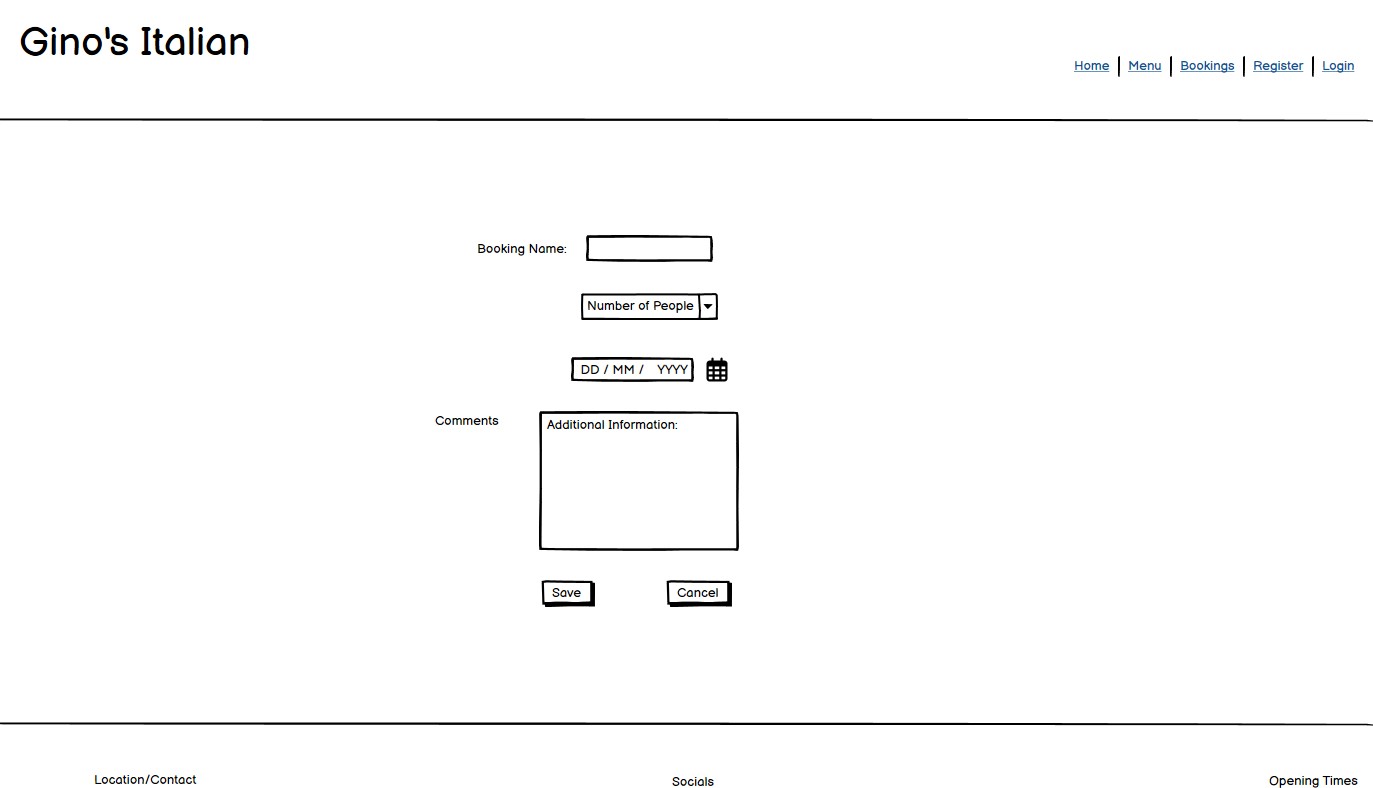 Gino's Italian
Home Menu Bookings Register Login
Booking Name:
Number of People
DD / MM / YYYY
Comments
Additional Information:
Save Cancel
Location/Contact Socials Opening Times